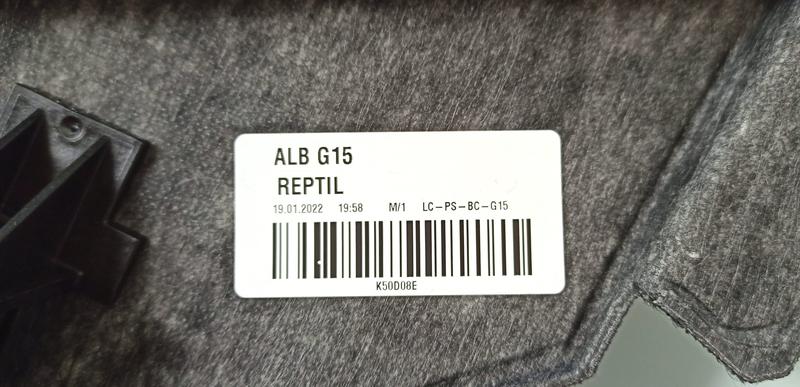 ALB G15
REPTIL
19.01.2022 19:58 M/1 LC-PS-BC-G15
K50D08E